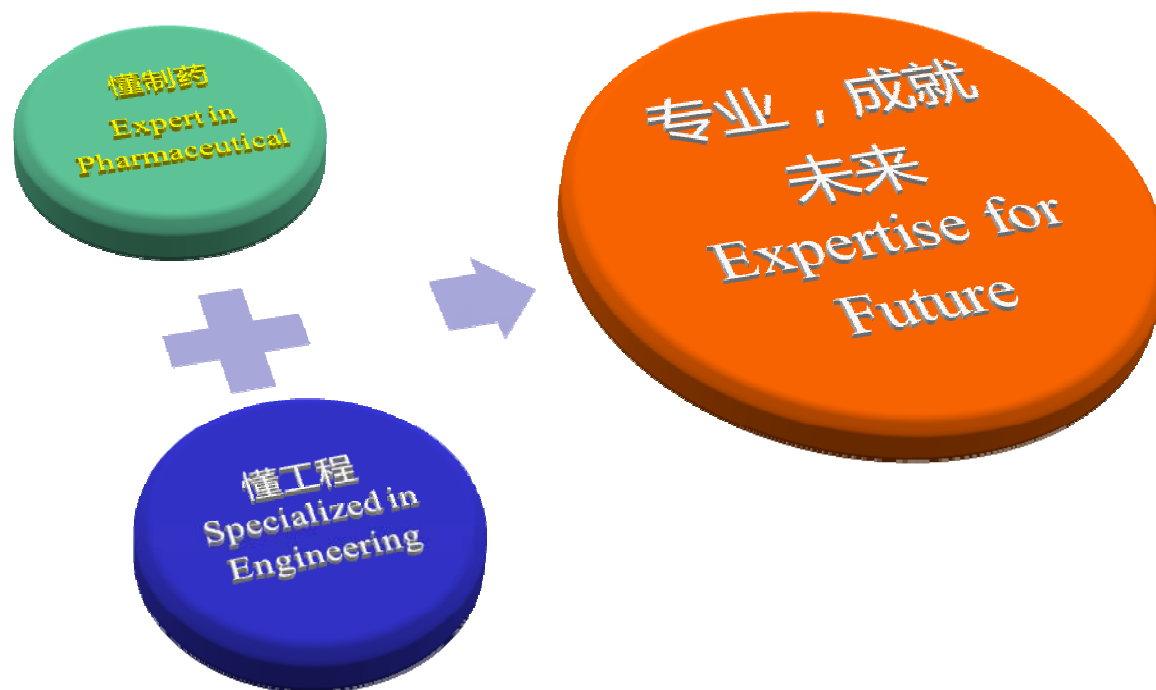 懂制药
Expert in
Pharmaceutical
懂工程
Specialized in
Engineering
专业，成就
未来
Expertise for
Future